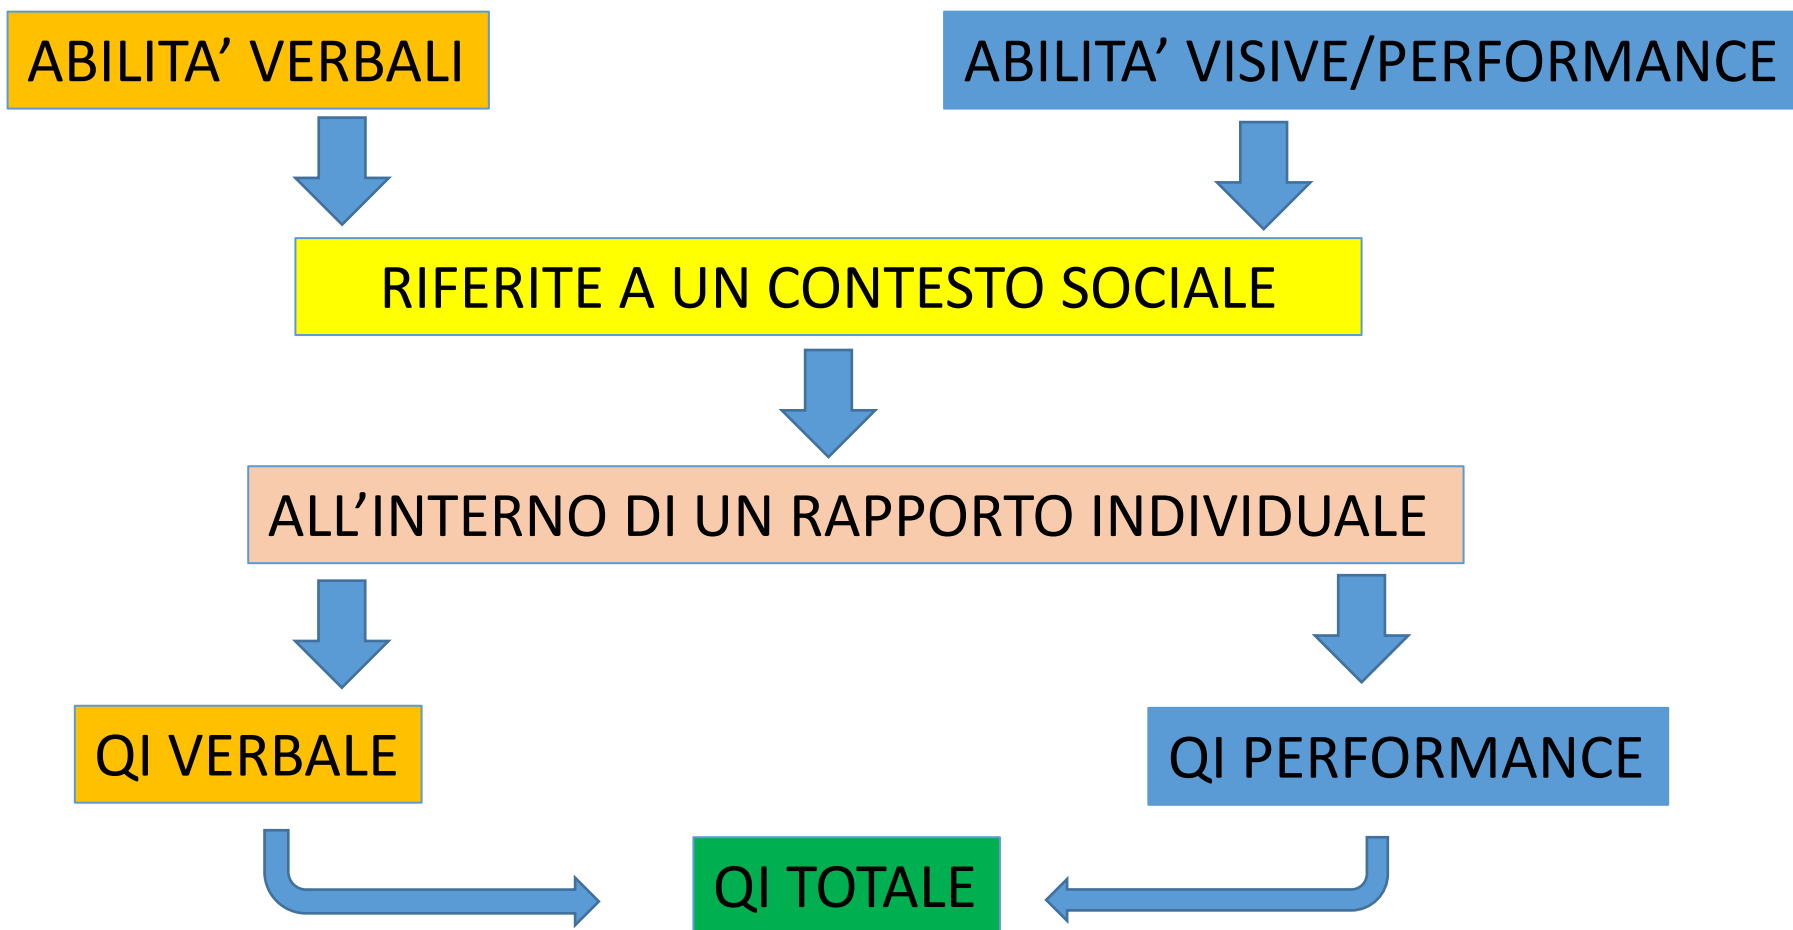 ABILITA’ VERBALI
ABILITA’ VISIVE/PERFORMANCE
RIFERITE A UN CONTESTO SOCIALE
ALL’INTERNO DI UN RAPPORTO INDIVIDUALE
QI VERBALE
QI PERFORMANCE
QI TOTALE